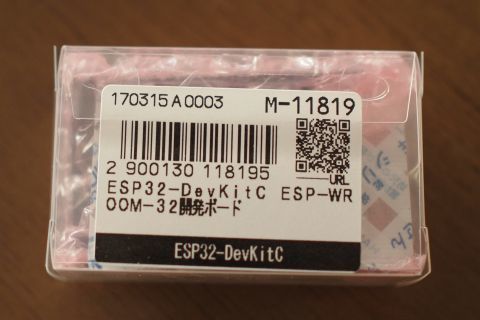 170315A0003
M-11819
2 900130 118195
URL
ESP32-DevKitC ESP-WR
OOM-32開発ボード
ESP32-DevKitC